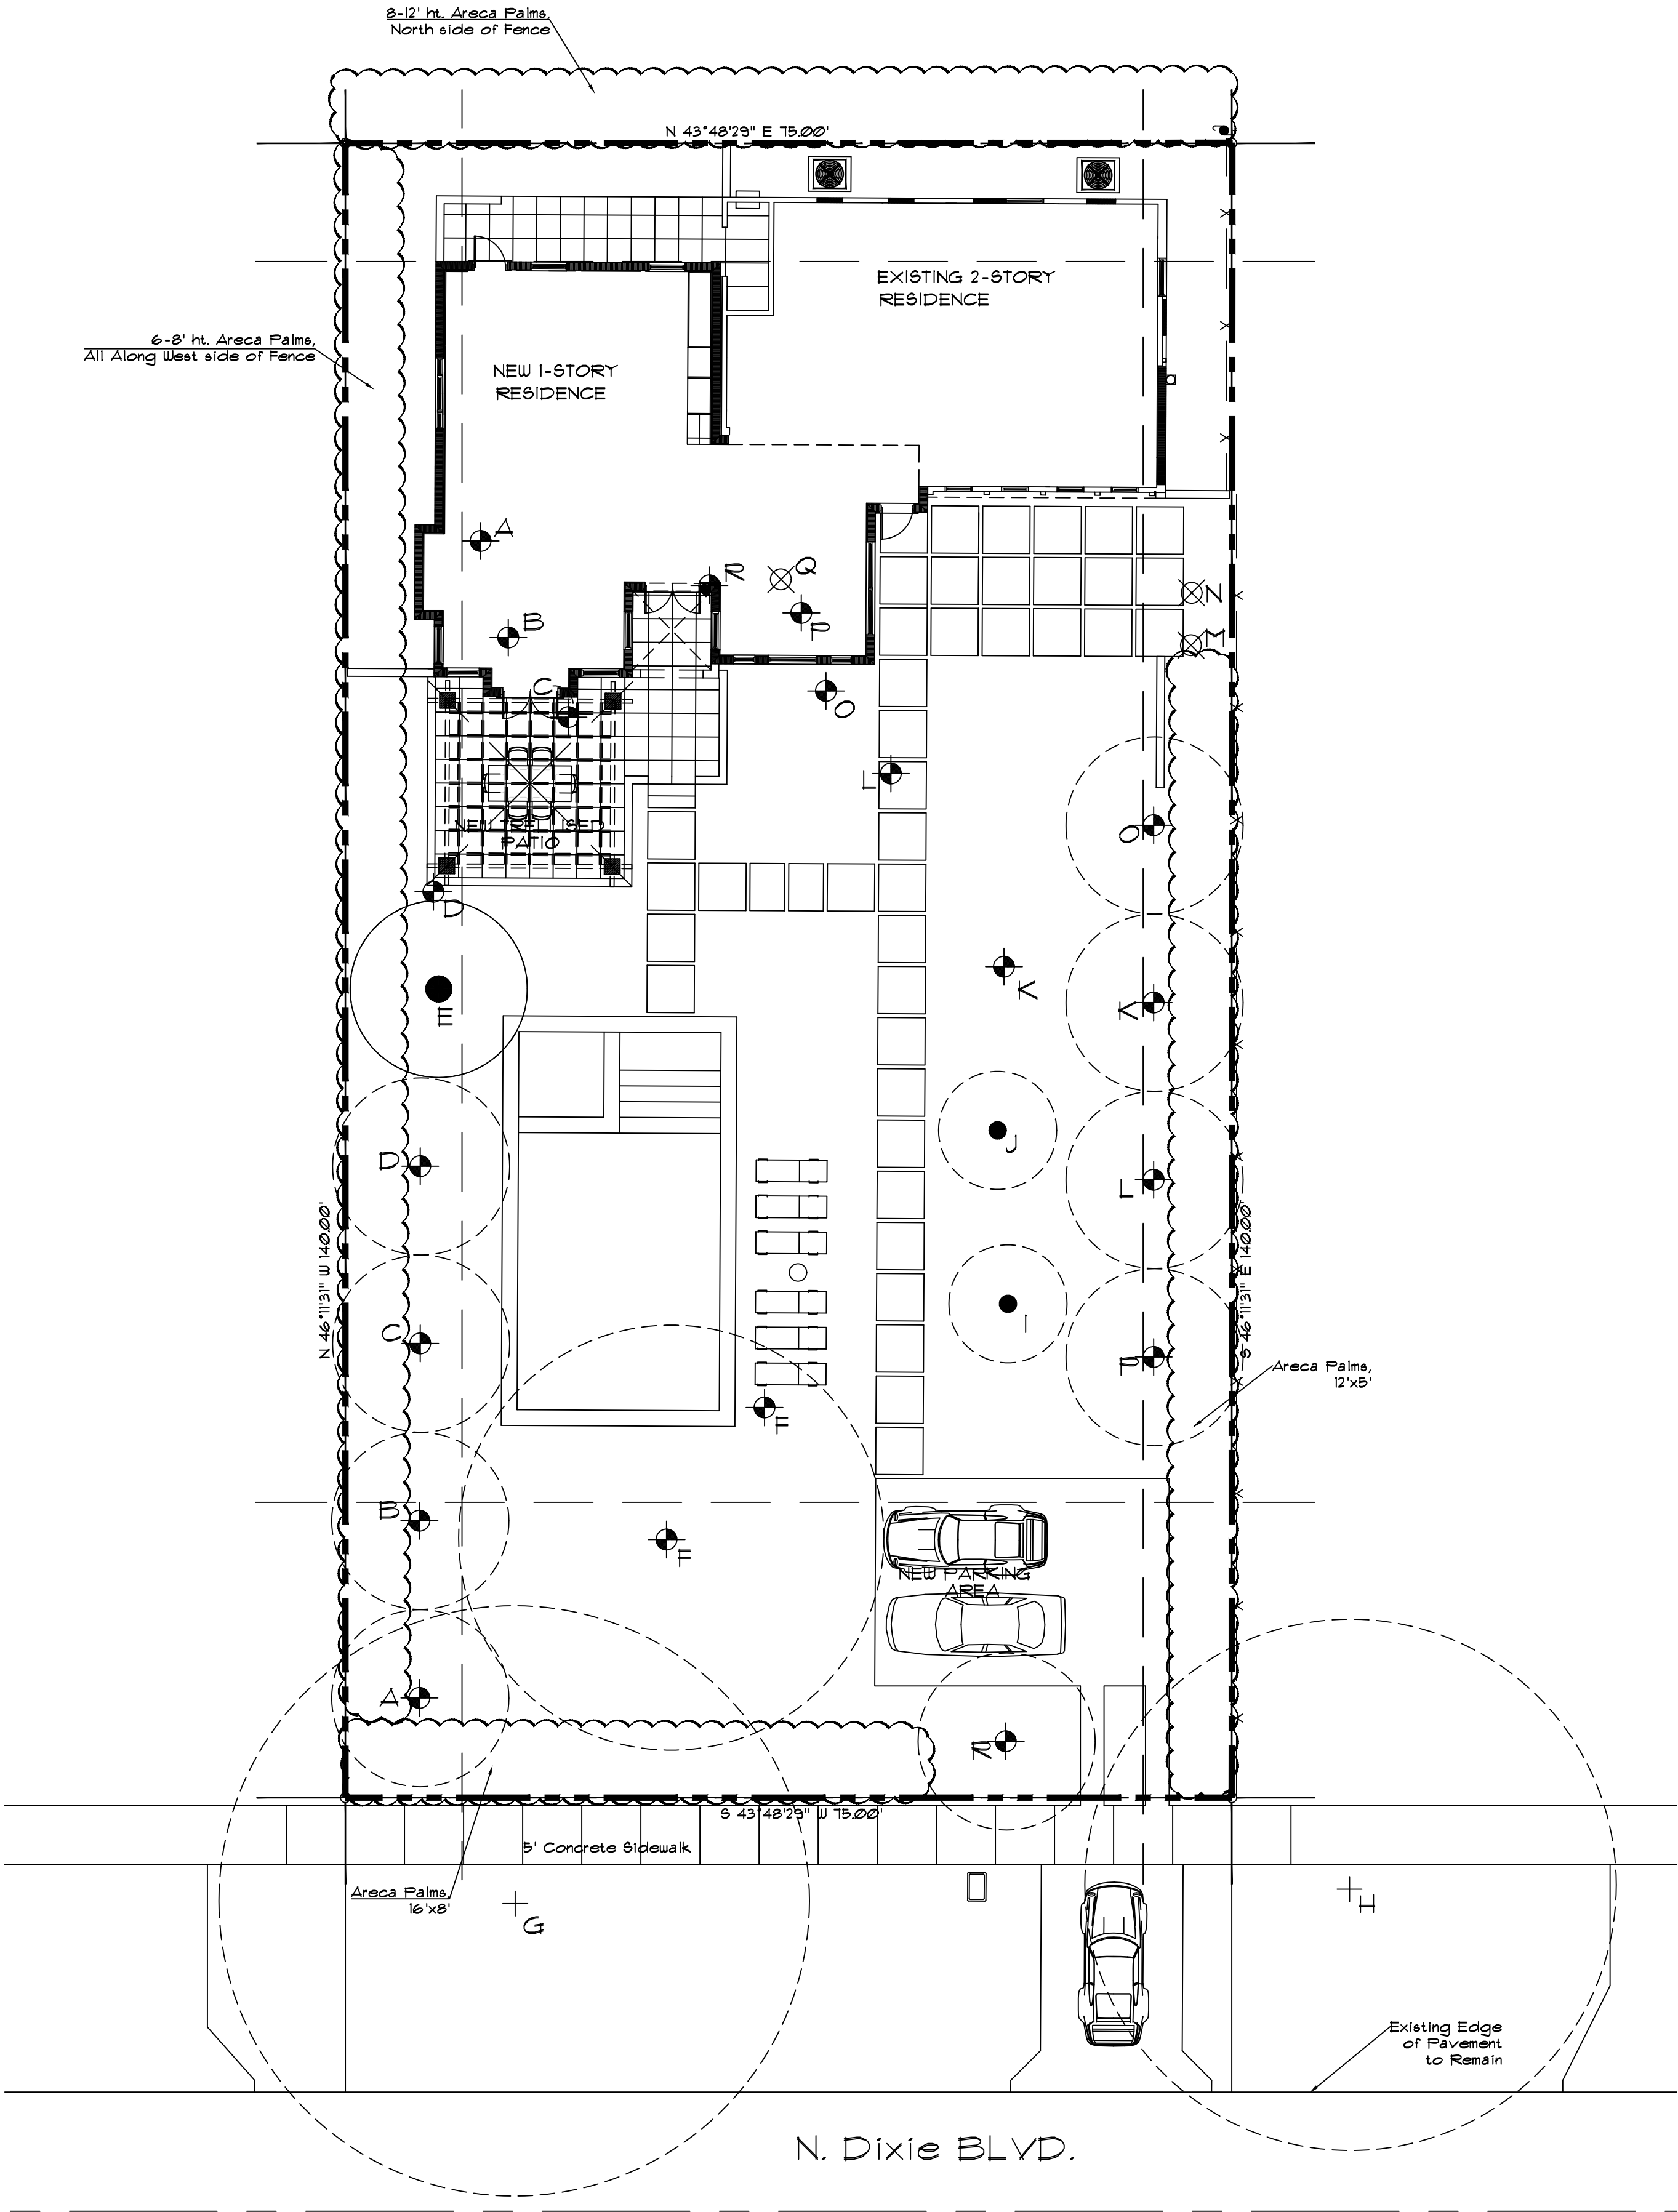 8-12' ht. Areca Palms,
North side of Fence
N 43°48'29" E 75.00'
EXISTING 2-STORY
RESIDENCE
6-8' ht. Areca Palms,
All Along West side of Fence
NEW 1-STORY
RESIDENCE
A
R
Q
N
B
P
M
C
O
L
NEW TRELLISED
PATIO
O
D
K
K
E
J
D
L
N 46°11'31" W 140.00'
S 46°11'31" E 140.00'
I
C
P
Areca Palms,
12'x5'
F
B
F
NEW PARKING
AREA
A
R
S 43°48'29" W 75.00'
5' Concrete Sidewalk
Areca Palms,
16'x8'
G
H
Existing Edge
of Pavement
to Remain
N. Dixie BLVD.